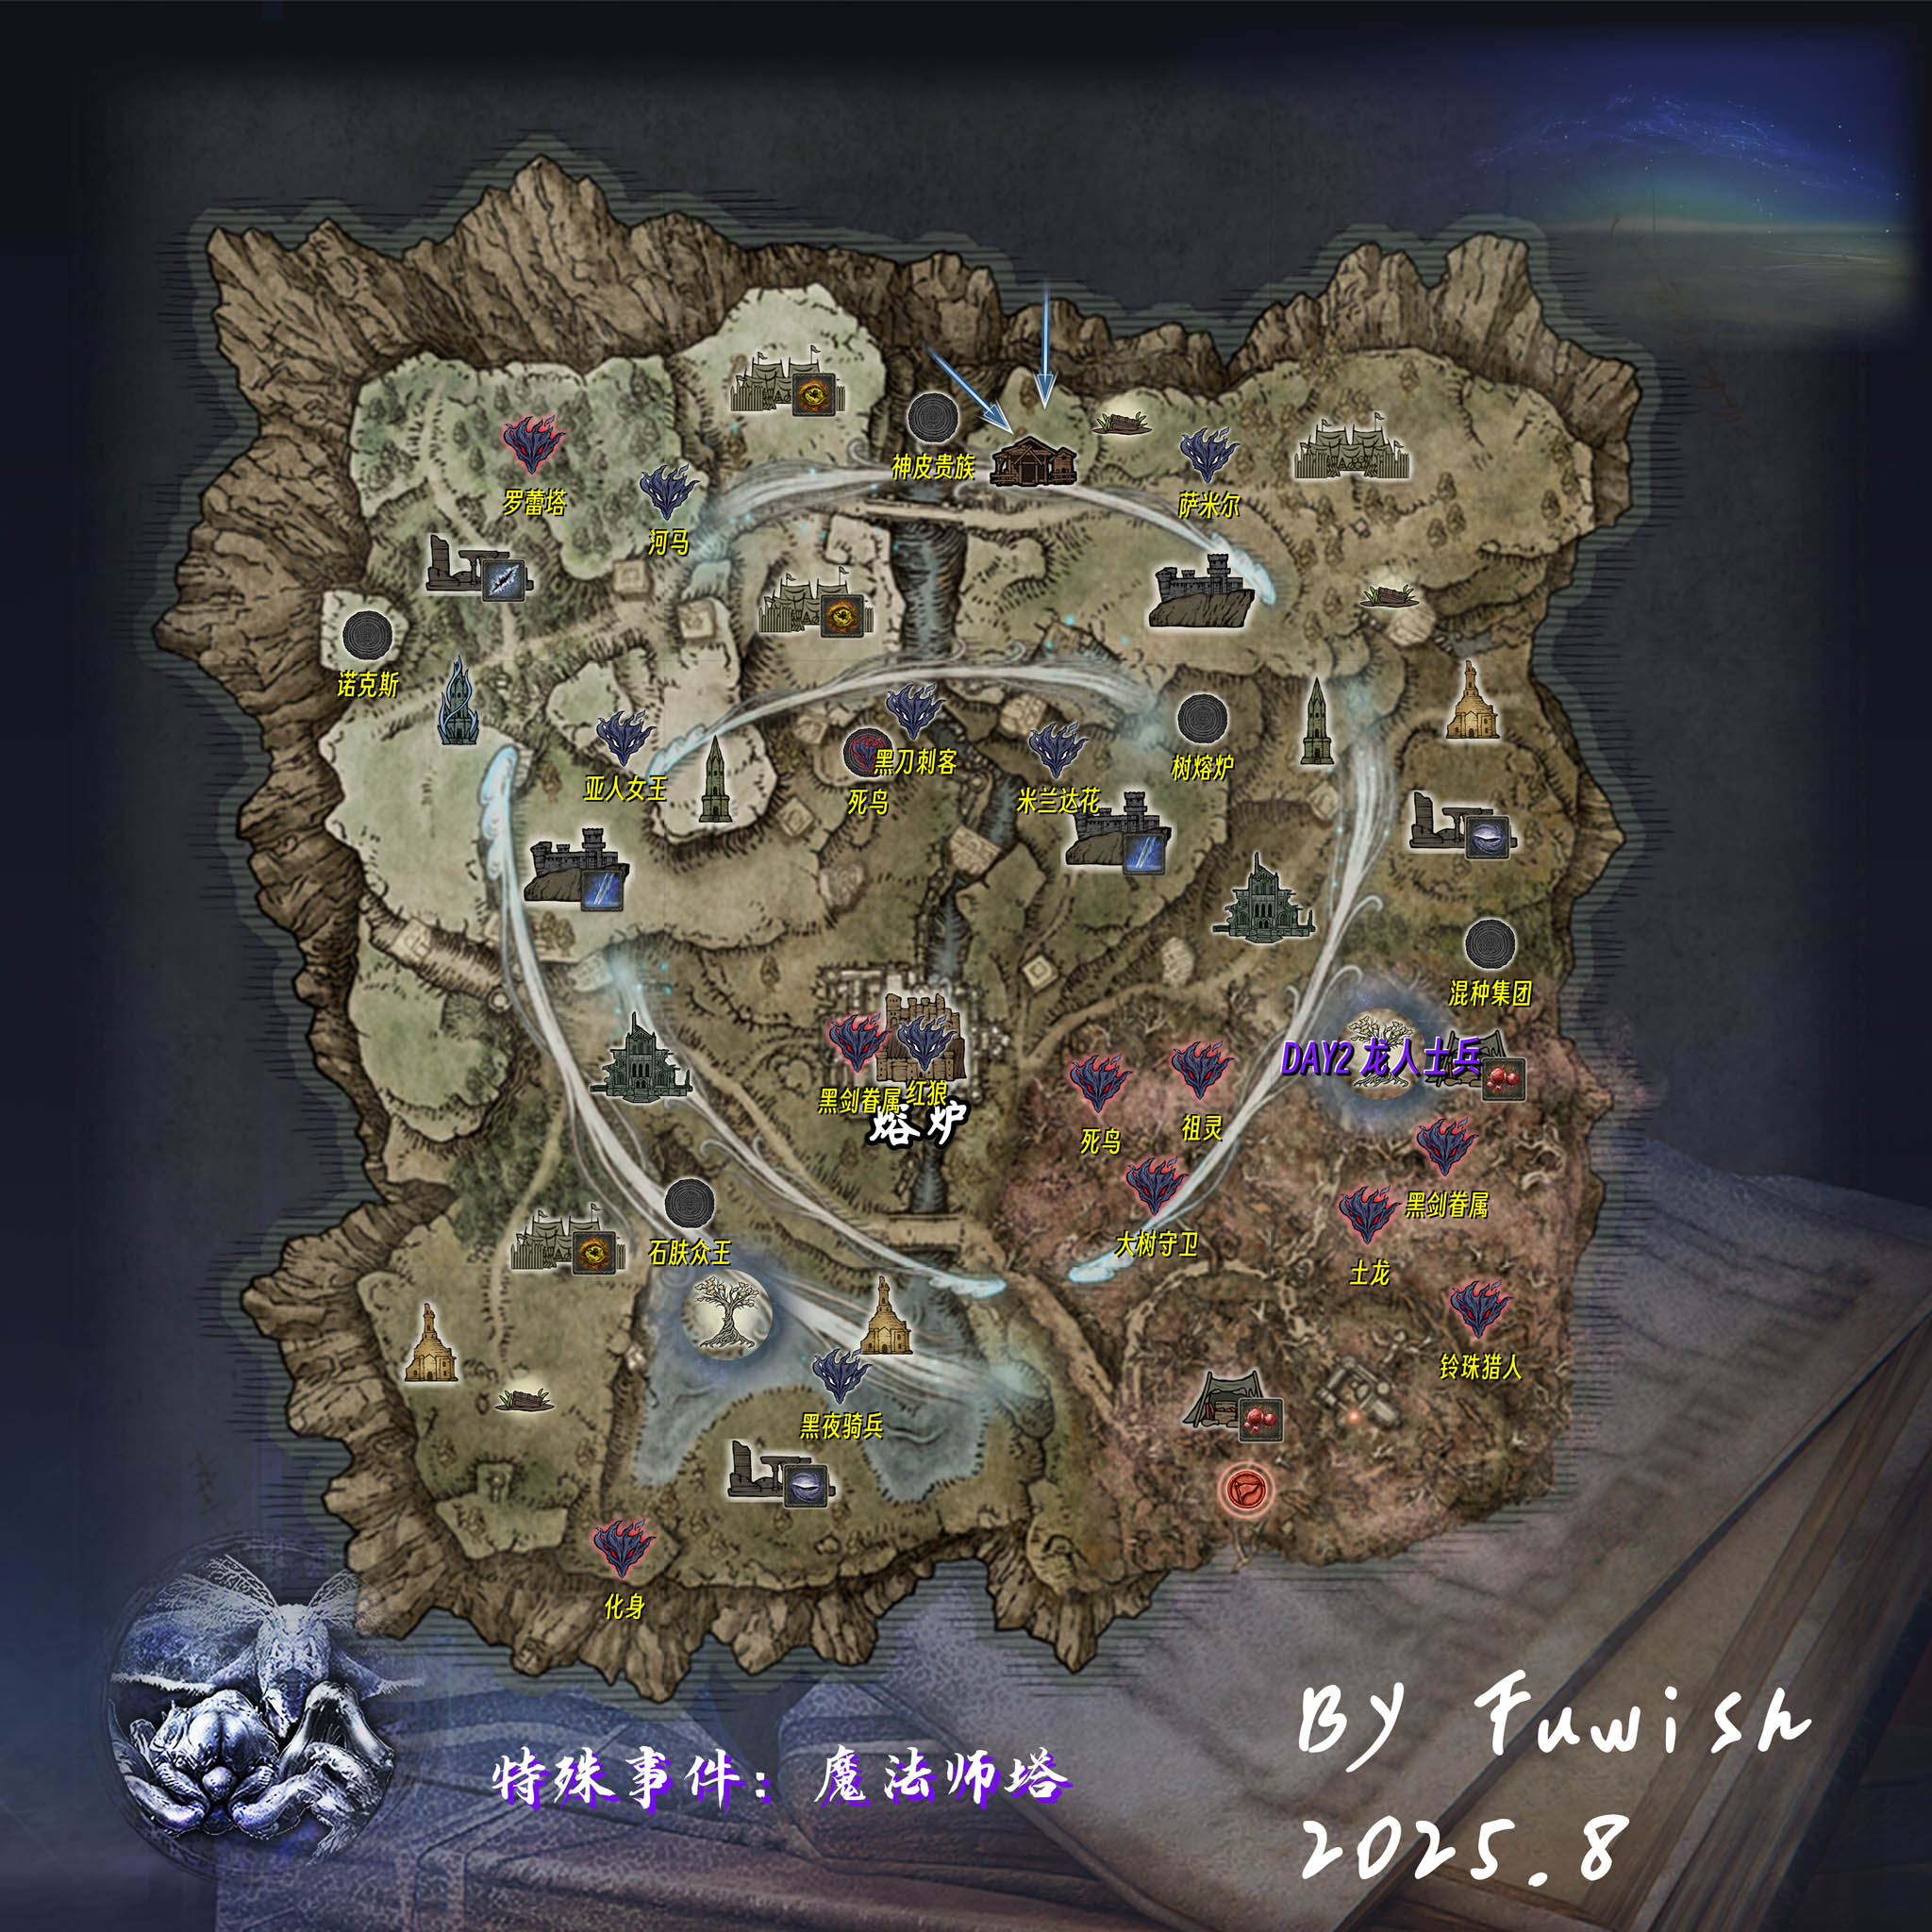 神皮贵族
罗蕾塔
萨米尔
河马
诺克斯
黑刀刺客
树熔炉
亚人女王
死鸟
米兰达花
混种集团
DAY2 龙人士兵
黑剑眷属
红狼
熔炉
死鸟
祖灵
黑剑眷属
大树守卫
石肤众王
土龙
铃珠猎人
黑夜骑兵
化身
特殊事件：魔法师塔
By Fuwish
2025.8